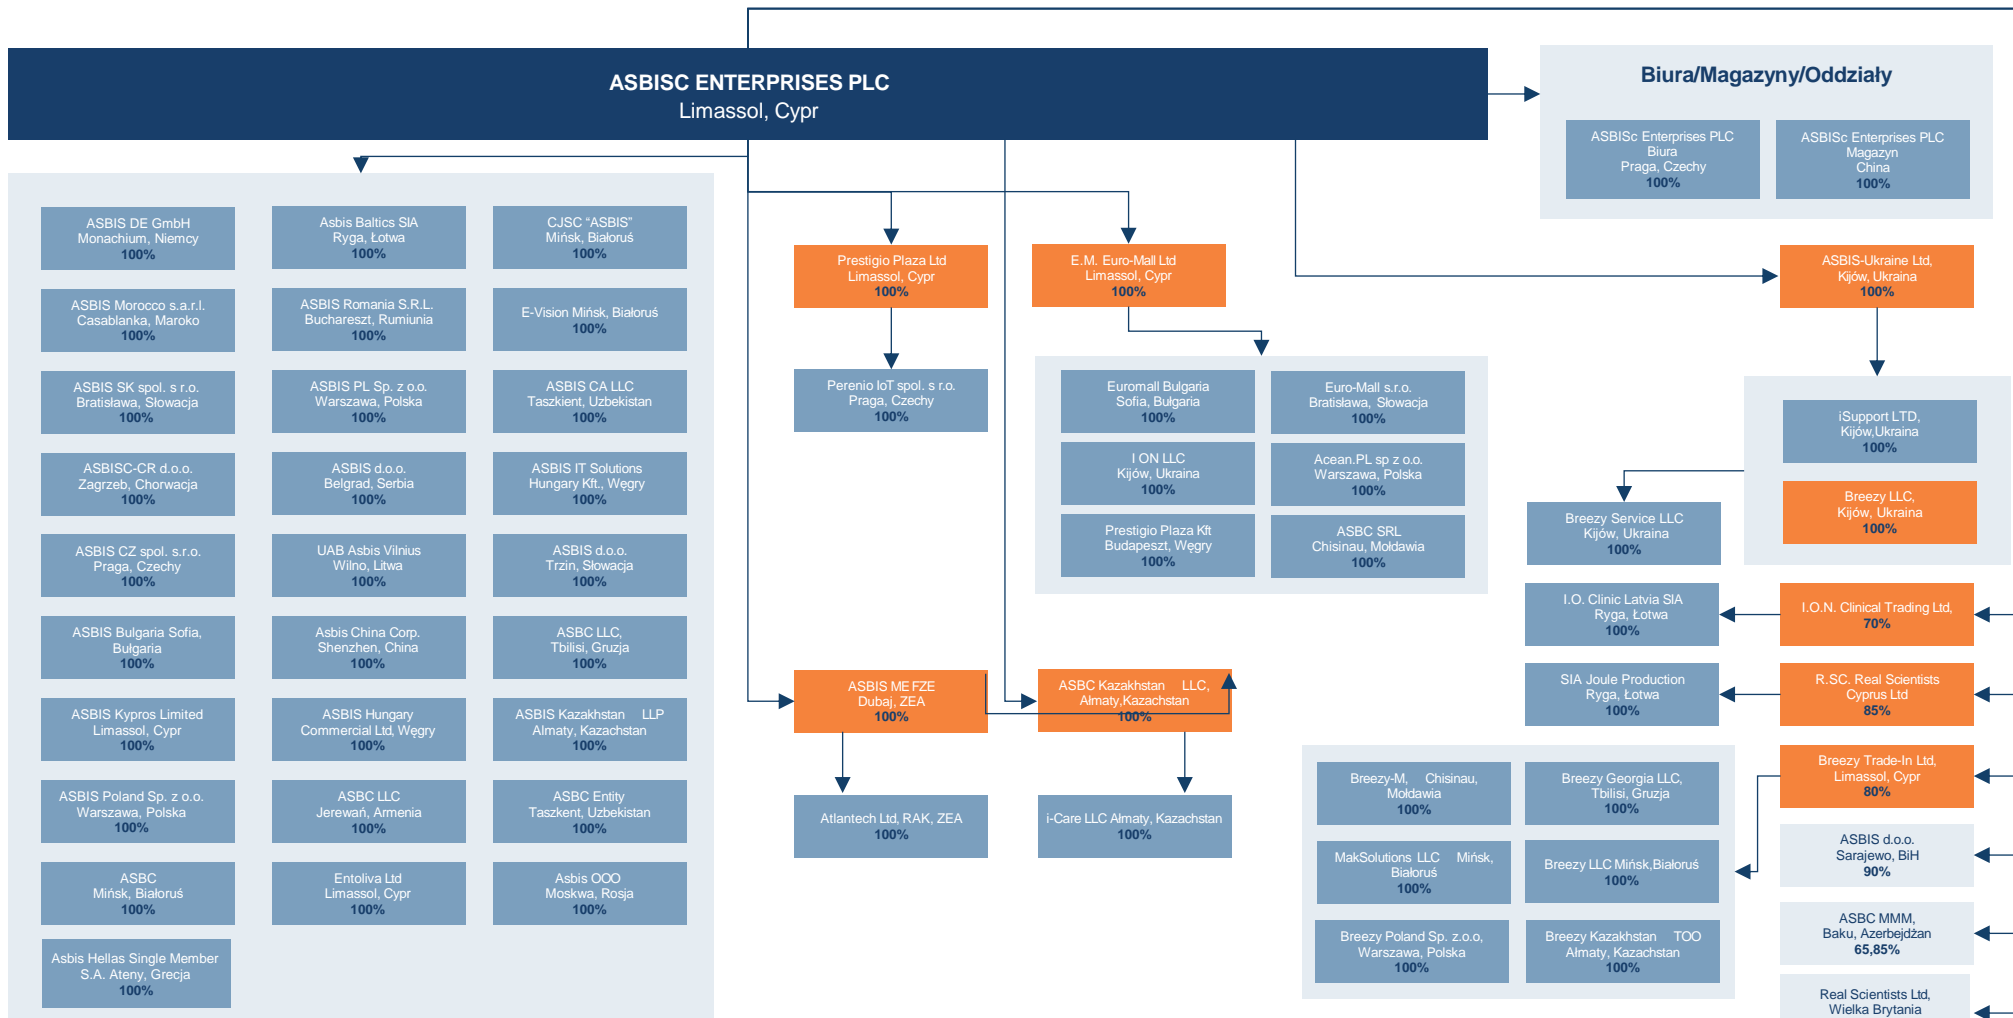 ASBISC ENTERPRISES PLC
Limassol, Cypr
Biura/Magazyny/Oddziały
ASBISc Enterprises PLC
Biura
Praga, Czechy
100%
ASBISc Enterprises PLC
Magazyn
China
100%
ASBIS DE GmbH
Monachium, Niemcy
100%
Asbis Baltics SIA
Ryga, Łotwa
100%
CJSC “ASBIS”
Mińsk, Białoruś
100%
ASBIS Morocco s.a.r.l.
Casablanka, Maroko
100%
ASBIS Romania S.R.L.
Buchareszt, Rumiunia
100%
E-Vision Mińsk, Białoruś
100%
ASBIS SK spol. s r.o.
Bratisława, Słowacja
100%
ASBIS PL Sp. z o.o.
Warszawa, Polska
100%
ASBIS CA LLC
Taszkient, Uzbekistan
100%
ASBISC-CR d.o.o.
Zagrzeb, Chorwacja
100%
ASBIS d.o.o.
Belgrad, Serbia
100%
ASBIS IT Solutions
Hungary Kft., Węgry
100%
ASBIS CZ spol. s.r.o.
Praga, Czechy
100%
UAB Asbis Vilnius
Wilno, Litwa
100%
ASBIS d.o.o.
Trzin, Słowacja
100%
ASBIS Bulgaria Sofia,
Bułgaria
100%
Asbis China Corp.
Shenzhen, China
100%
ASBC LLC,
Tbilisi, Gruzja
100%
ASBIS Kypros Limited
Limassol, Cypr
100%
ASBIS Hungary
Commercial Ltd, Węgry
100%
ASBIS Kazakhstan LLP
Almaty, Kazachstan
100%
ASBIS Poland Sp. z o.o.
Warszawa, Polska
100%
ASBC LLC
Jerewań, Armenia
100%
ASBC Entity
Taszkent, Uzbekistan
100%
ASBC
Mińsk, Białoruś
100%
Entoliva Ltd
Limassol, Cypr
100%
Asbis OOO
Moskwa, Rosja
100%
Asbis Hellas Single Member
S.A. Ateny, Grecja
100%
Prestigio Plaza Ltd
Limassol, Cypr
100%
Perenio IoT spol. s r.o.
Praga, Czechy
100%
E.M. Euro-Mall Ltd
Limassol, Cypr
100%
Euromall Bulgaria
Sofia, Bułgaria
100%
Euro-Mall s.r.o.
Bratisława, Słowacja
100%
I ON LLC
Kijów, Ukraina
100%
Acean.PL sp z o.o.
Warszawa, Polska
100%
Prestigio Plaza Kft
Budapeszt, Węgry
100%
ASBC SRL
Chisinau, Mołdawia
100%
ASBIS ME FZE
Dubaj, ZEA
100%
ASBC Kazakhstan LLC,
Ałmaty,Kazachstan
100%
Atlantech Ltd, RAK, ZEA
100%
i-Care LLC Ałmaty, Kazachstan
100%
ASBIS-Ukraine Ltd,
Kijów, Ukraina
100%
iSupport LTD,
Kijów,Ukraina
100%
Breezy LLC,
Kijów, Ukraina
100%
Breezy Service LLC
Kijów, Ukraina
100%
I.O. Clinic Latvia SIA
Ryga, Łotwa
100%
I.O.N. Clinical Trading Ltd,
70%
SIA Joule Production
Ryga, Łotwa
100%
R.SC. Real Scientists
Cyprus Ltd
85%
Breezy Trade-In Ltd,
Limassol, Cypr
80%
Breezy-M, Chisinau,
Mołdawia
100%
Breezy Georgia LLC,
Tbilisi, Gruzja
100%
MakSolutions LLC Mińsk,
Białoruś
100%
Breezy LLC Mińsk,Białoruś
100%
Breezy Poland Sp. z.o.o,
Warszawa, Polska
100%
Breezy Kazakhstan TOO
Ałmaty, Kazachstan
100%
ASBIS d.o.o.
Sarajewo, BiH
90%
ASBC MMM,
Baku, Azerbejdżan
65,85%
Real Scientists Ltd,
Wielka Brytania